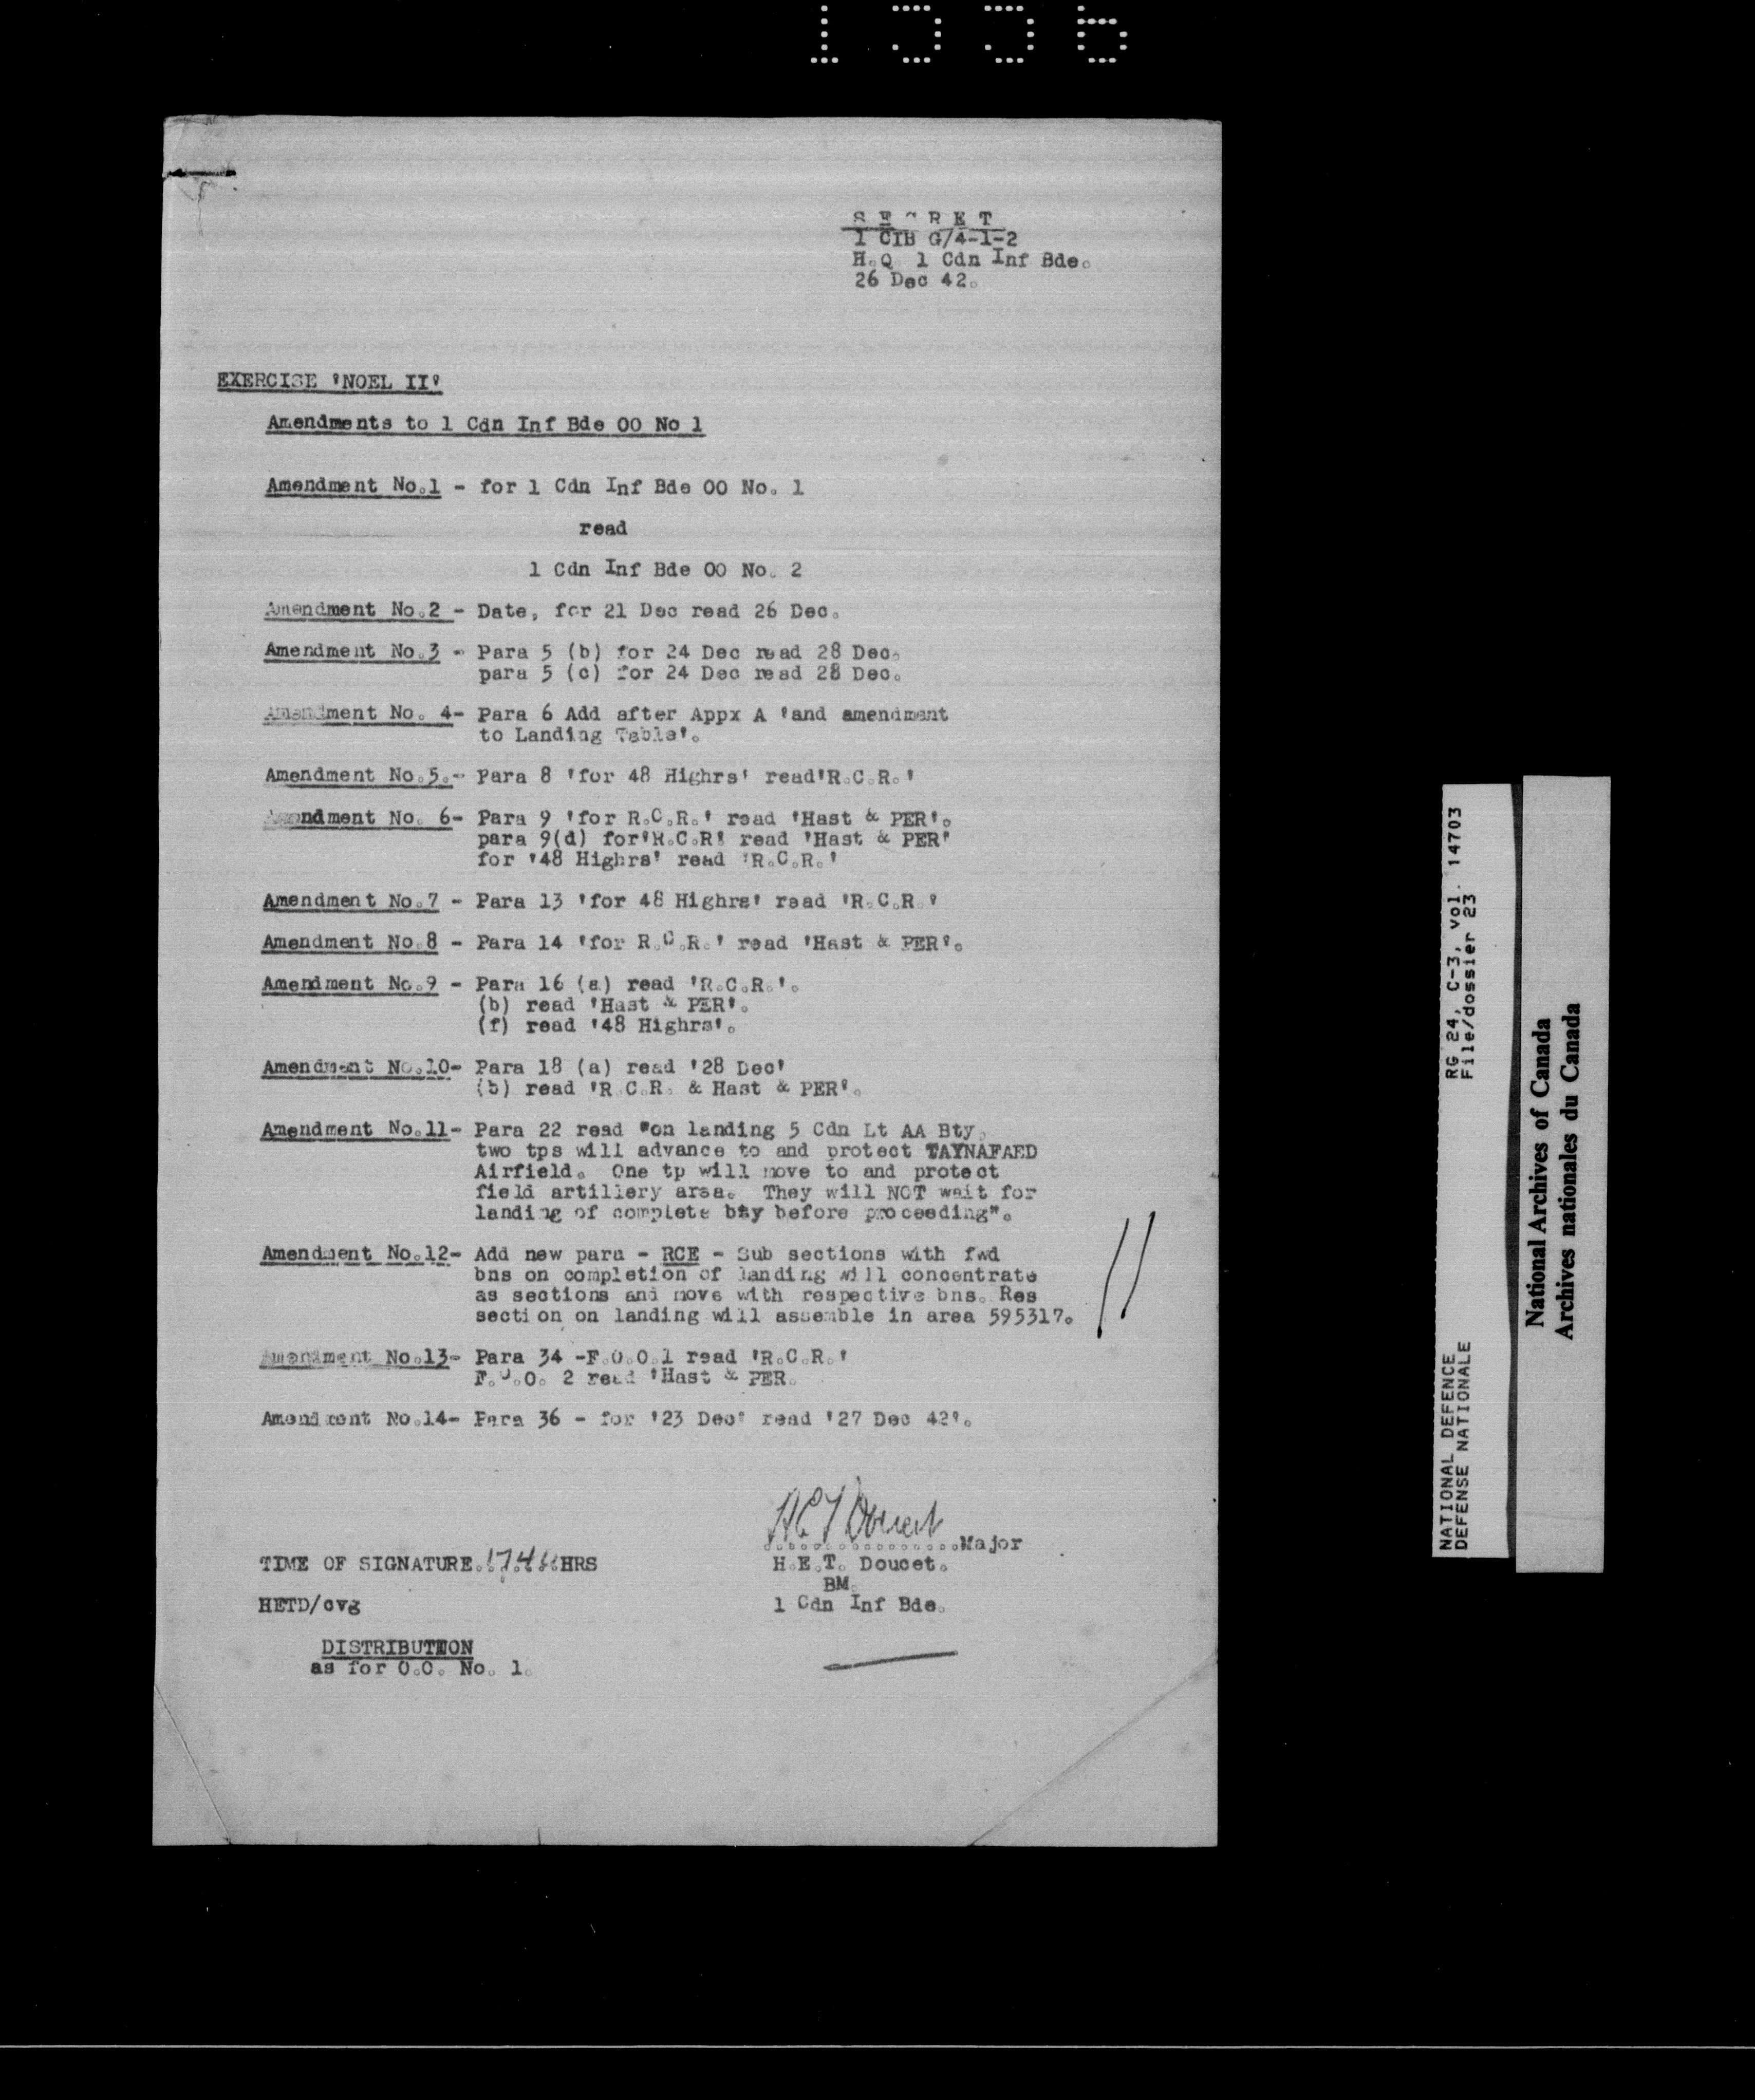 1556
S E C R E T
1 CIB G/4-1-2
H.Q 1 Cdn Inf Bde.
26 Dec 42.
EXERCISE 'NOEL II'
Amendments to 1 Cdn Inf Bde OO No 1
Amendment No.1 - for 1 Cdn Inf Bde OO No. 1
read
1 Cdn Inf Bde OO No. 2
Amendment No.2 - Date, for 21 Dec read 26 Dec.
Amendment No.3 - Para 5 (b) for 24 Dec read 28 Dec.
para 5 (c) for 24 Dec read 28 Dec.
Amendment No. 4- Para 6 Add after Appx A 'and amendment
to Landing Table'.
Amendment No.5.- Para 8 'for 48 Highrs' read'R.C.R.'
Amendment No. 6- Para 9 'for R.C.R.' read 'Hast & PER'.
para 9(d) for'R.C.R' read 'Hast & PER'
for '48 Highrs' read 'R.C.R.'
Amendment No.7 - Para 13 'for 48 Highrs' read 'R.C.R.'
Amendment No.8 - Para 14 'for R.C.R.' read 'Hast & PER'.
Amendment No.9 - Para 16 (a) read 'R.C.R.'.
(b) read 'Hast & PER'.
(f) read '48 Highrs'.
Amendment No.10- Para 18 (a) read '28 Dec'
(b) read 'R.C.R. & Hast & PER'.
Amendment No.11- Para 22 read "on landing 5 Cdn Lt AA Bty,
two tps will advance to and protect TAYNAFAED
Airfield. One tp will move to and protect
field artillery area. They will NOT wait for
landing of complete bty before proceeding".
Amendment No.12- Add new para - RCE - Sub sections with fwd
bns on completion of landing will concentrate
as sections and move with respective bns. Res
section on landing will assemble in area 595317.
Amendment No.13- Para 34 -F.O.O.1 read 'R.C.R.'
F.O.O. 2 read 'Hast & PER.
Amendment No.14- Para 36 - for '23 Dec' read '27 Dec 42'.
H E T Doucet
Major
TIME OF SIGNATURE HRS
H.E.T. Doucet.
BM.
HETD/cvg
1 Cdn Inf Bde.
DISTRIBUTION
as for O.O. No. 1.
RG 24, C-3, vol. 14703
File/dossier 23
NATIONAL DEFENCE
DEFENSE NATIONALE
National Archives of Canada
Archives nationales du Canada